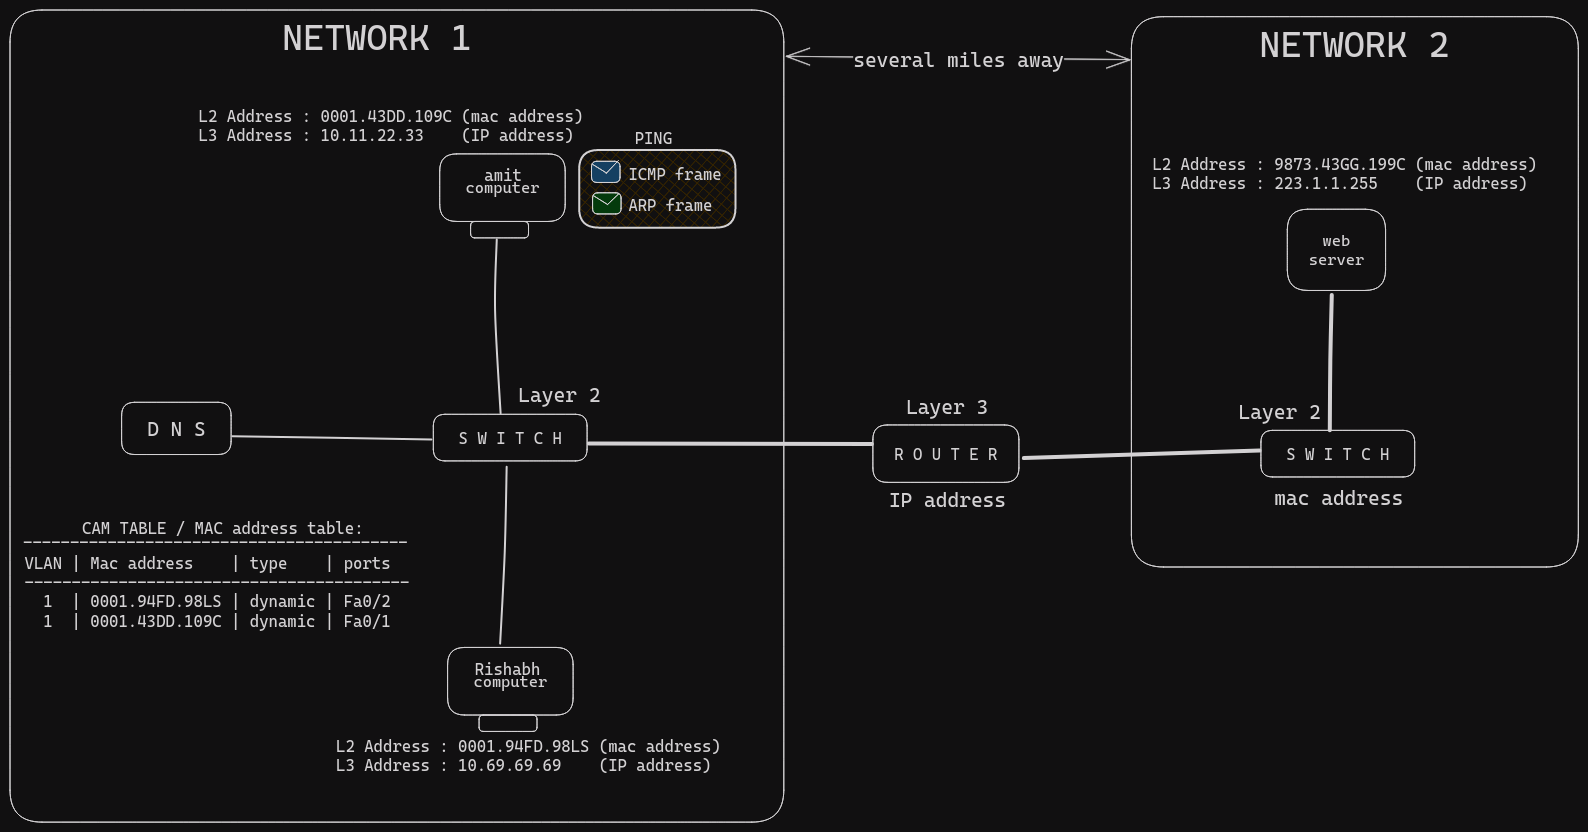 NETWORK 1
several miles away
NETWORK 2
L2 Address : 0001.43DD.109C (mac address)
L3 Address : 10.11.22.33 (IP address)
PING
ICMP frame
ARP frame
amit
computer
L2 Address : 9873.43GG.199C (mac address)
L3 Address : 223.1.1.255 (IP address)
web
server
Layer 2
D N S
S W I T C H
Layer 3
R O U T E R
IP address
Layer 2
S W I T C H
mac address
CAM TABLE / MAC address table:
-----------------------------------------
VLAN | Mac address | type | ports
-----------------------------------------
1 | 0001.94FD.98LS | dynamic | Fa0/2
1 | 0001.43DD.109C | dynamic | Fa0/1
Rishabh
computer
L2 Address : 0001.94FD.98LS (mac address)
L3 Address : 10.69.69.69 (IP address)